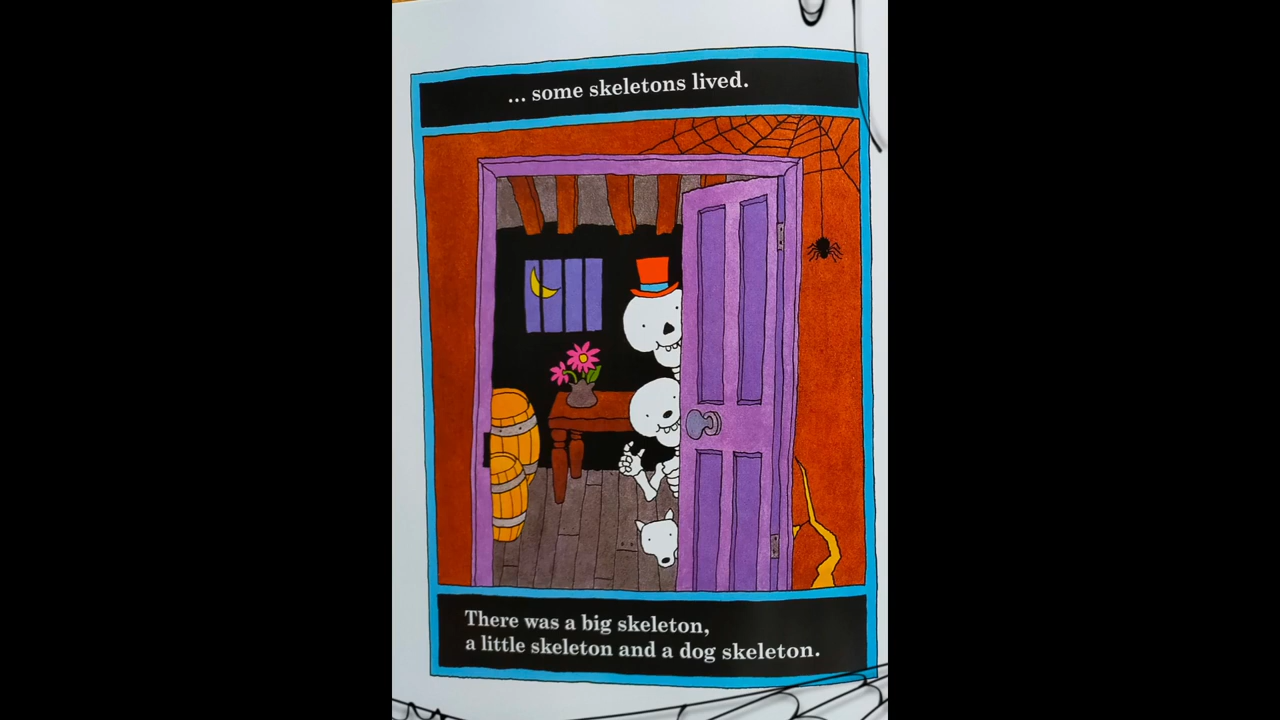 ... some skeletons lived.
There was a big skeleton,
a little skeleton and a dog skeleton.